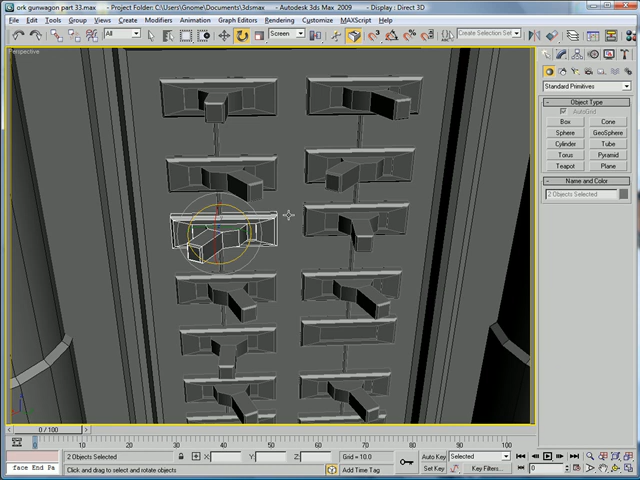 ork gunwagon part 33.max - Project Folder: C:\Users\Gnome\Documents\3dsmax - Autodesk 3ds Max 2009 - Display : Direct 3D
File Edit Tools Group Views Create Modifiers Animation Graph Editors Rendering Customize MAXScript Help
All Screen Create Selection Set
Perspective
Standard Primitives
- Object Type
AutoGrid
Box Cone
Sphere GeoSphere
Cylinder Tube
Torus Pyramid
Teapot Plane
- Name and Color
2 Objects Selected
0 / 100
0 10 20 30 40 50 60 70 80 90 100
2 Objects Selected X: Y: Z: Grid = 10.0 Auto Key Selected
face End Pa Click and drag to select and rotate objects Add Time Tag Set Key Key Filters... 0